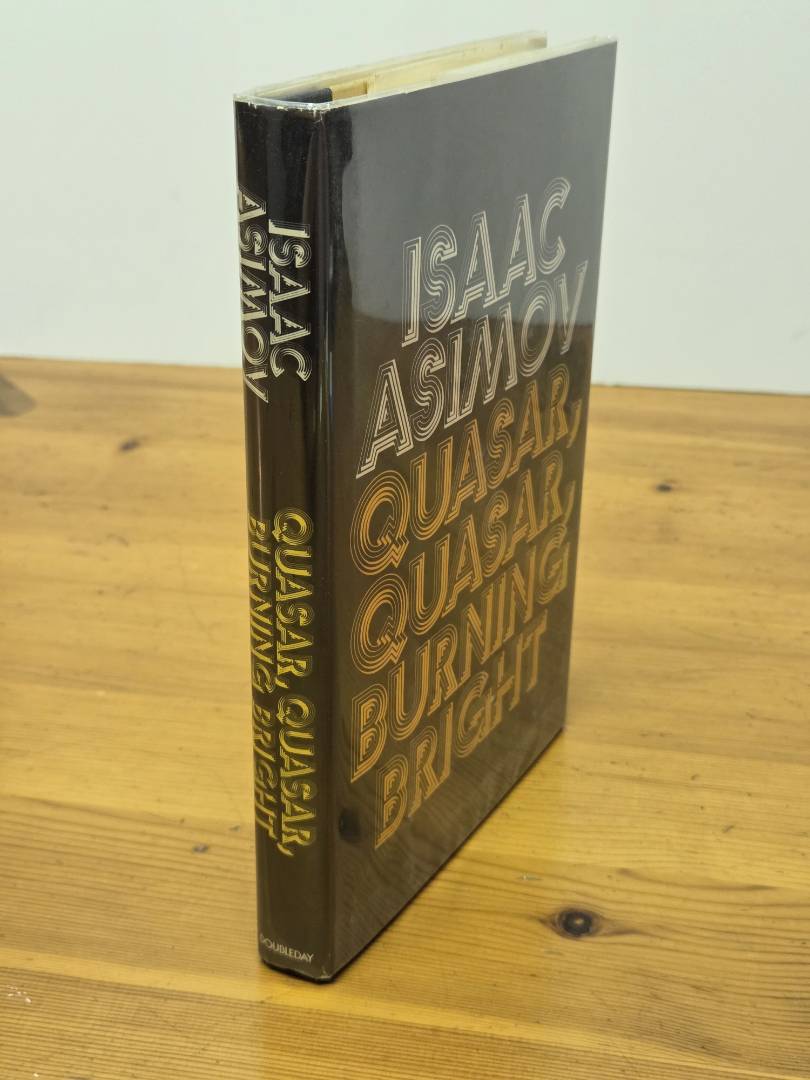 ISAAC
ASIMOV
QUASAR, QUASAR,
BURNING BRIGHT
DOUBLEDAY
ISAAC
ASIMOV
QUASAR,
QUASAR,
BURNING
BRIGHT